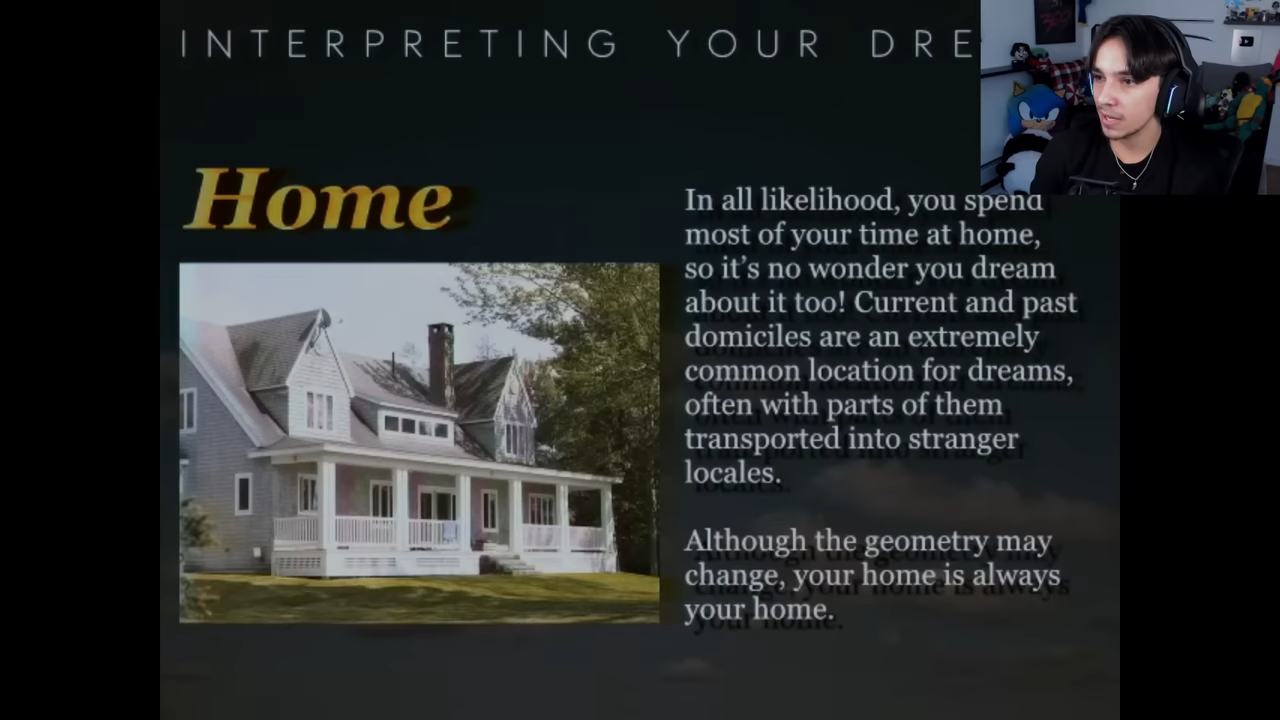 INTERPRETING YOUR DRE
Home
In all likelihood, you spend
most of your time at home,
so it’s no wonder you dream
about it too! Current and past
domiciles are an extremely
common location for dreams,
often with parts of them
transported into stranger
locales.
Although the geometry may
change, your home is always
your home.